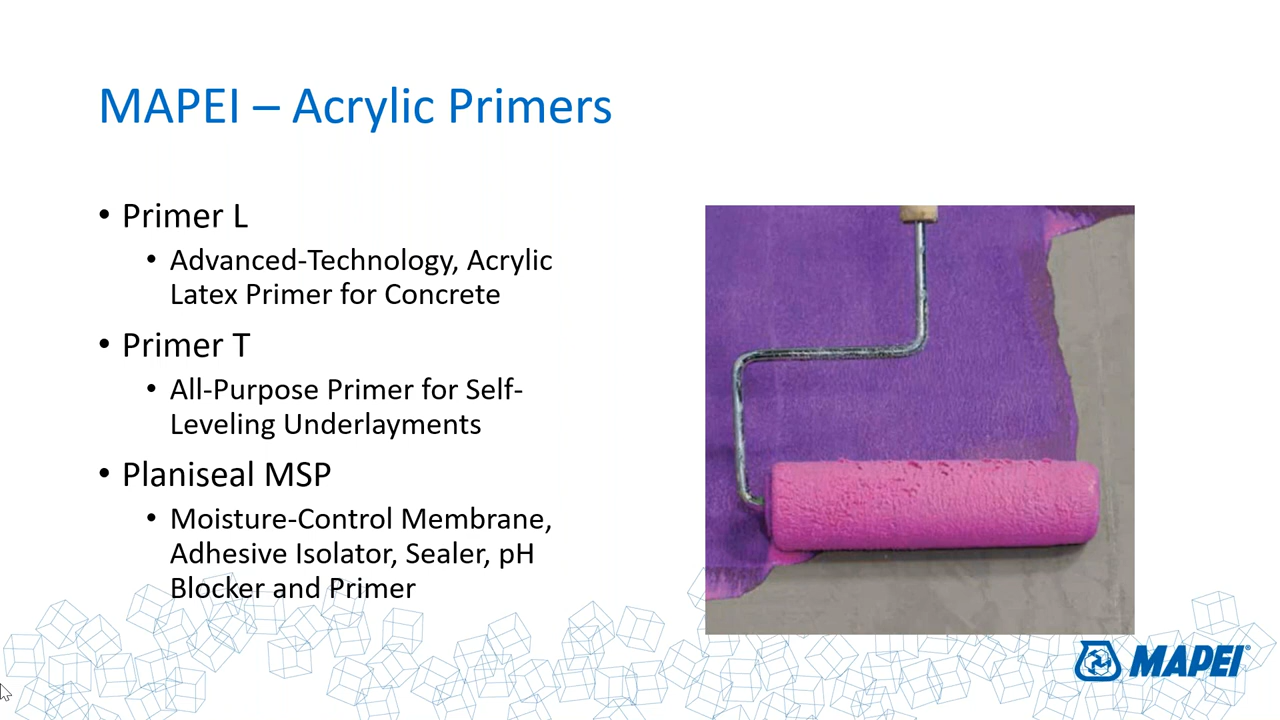 MAPEI – Acrylic Primers
• Primer L
• Advanced-Technology, Acrylic
Latex Primer for Concrete
• Primer T
• All-Purpose Primer for Self-
Leveling Underlayments
• Planiseal MSP
• Moisture-Control Membrane,
Adhesive Isolator, Sealer, pH
Blocker and Primer
MAPEI®